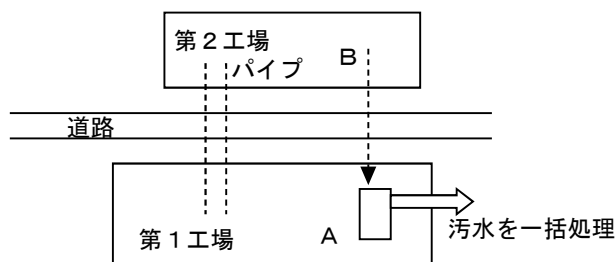 第２工場
パイプ
Ｂ
道路
第１工場
Ａ
汚水を一括処理